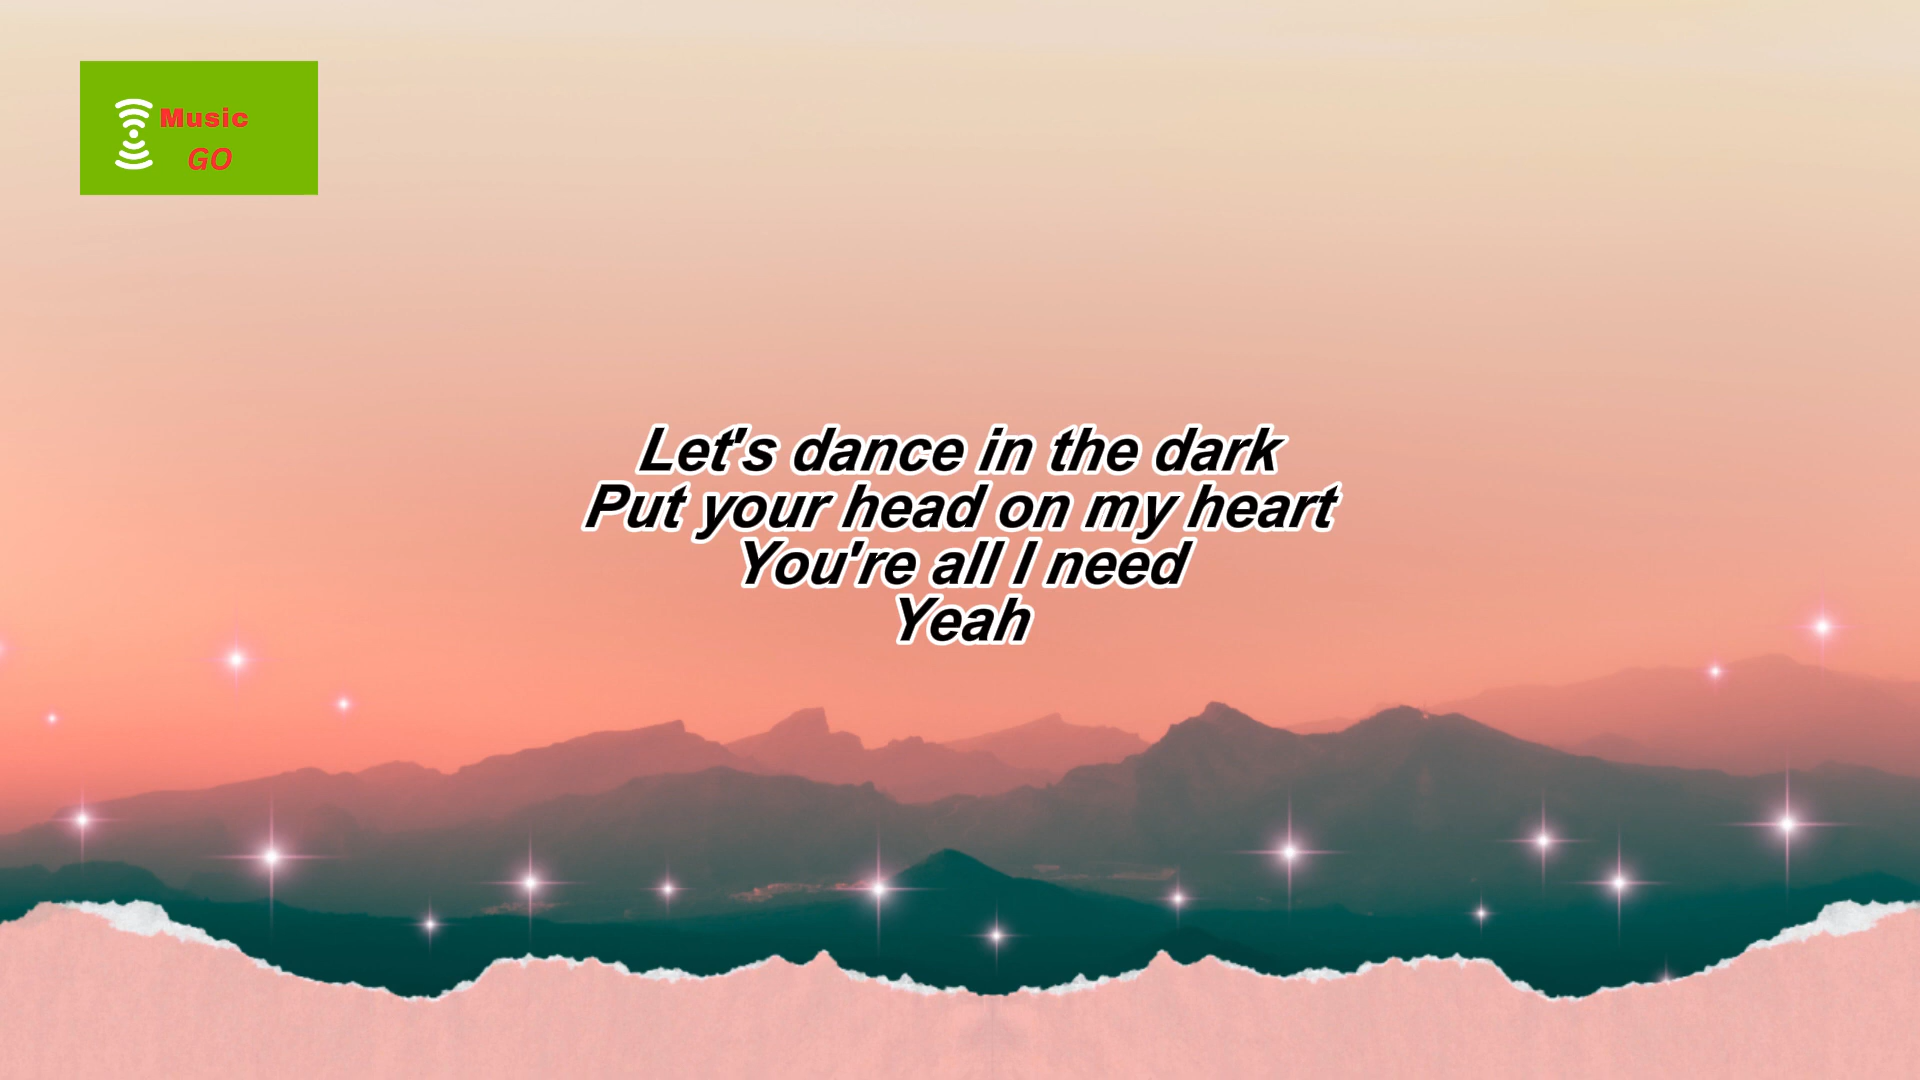 Music
GO
Let's dance in the dark
Put your head on my heart
You're all I need
Yeah